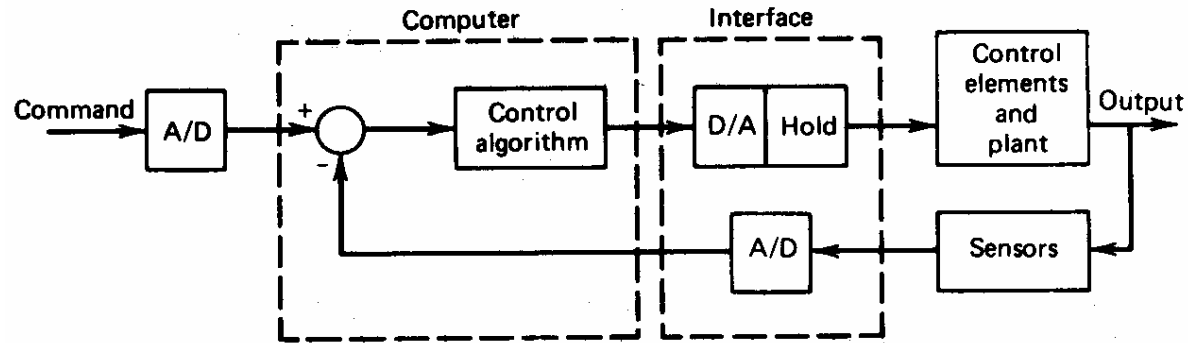 Computer
Interface
Command
A/D
+
-
Control
algorithm
D/A
Hold
Control
elements
and
plant
Output
A/D
Sensors